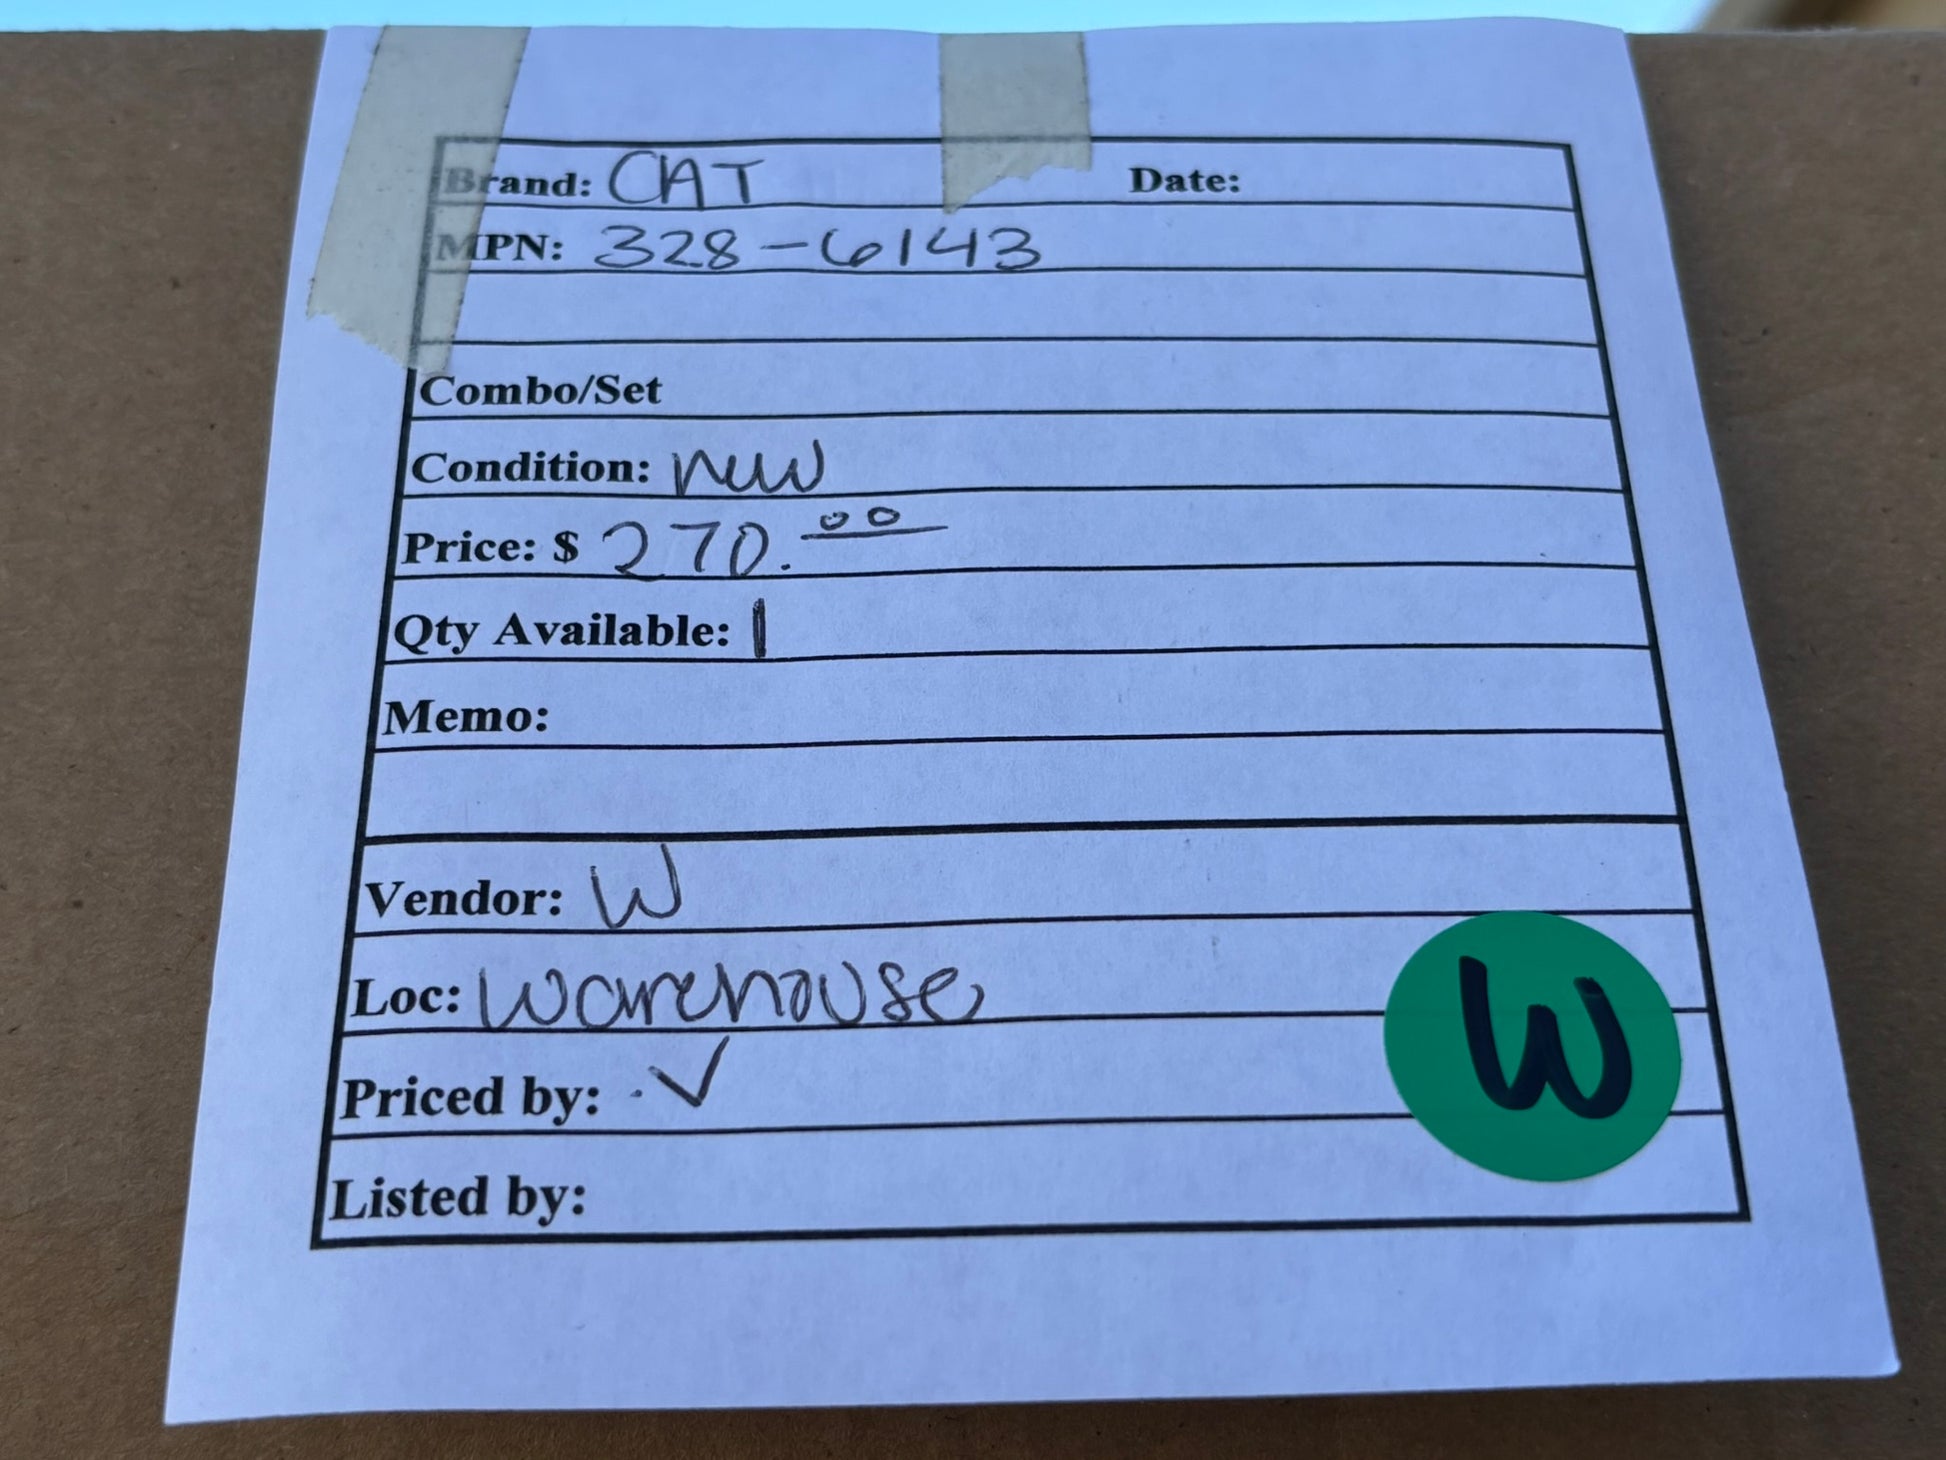 Brand: CAT Date:
MPN: 328-6143
Combo/Set
Condition: new
Price: $ 270.00
Qty Available: 1
Memo:
Vendor: W
Loc: Warehouse
W
Priced by: ✓
Listed by: